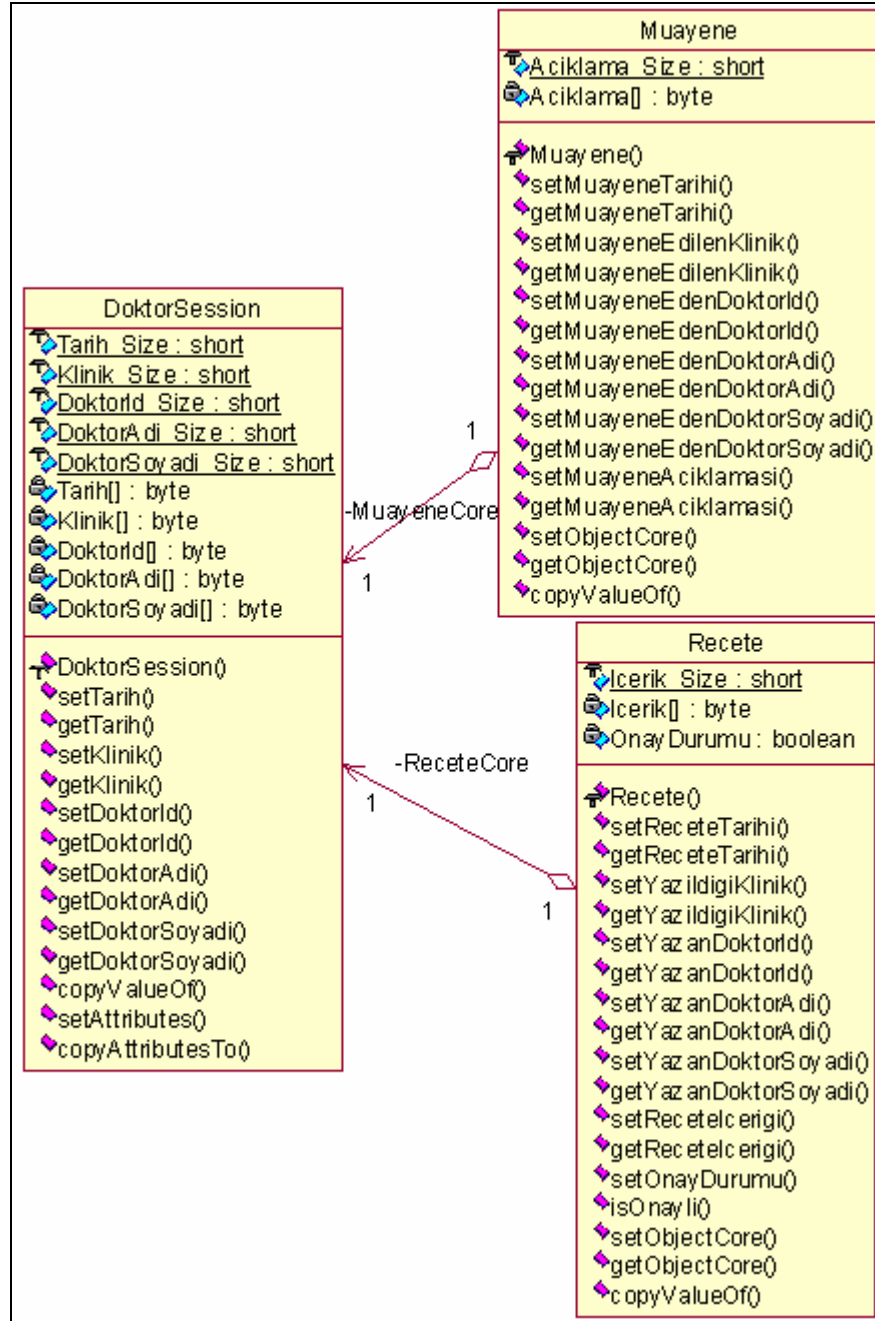 Muayene
Aciklama_Size : short
Aciklama[] : byte
Muayene()
setMuayeneTarihi()
getMuayeneTarihi()
setMuayeneEdilenKlinik()
getMuayeneEdilenKlinik()
setMuayeneEdenDoktorId()
getMuayeneEdenDoktorId()
setMuayeneEdenDoktorAdi()
getMuayeneEdenDoktorAdi()
setMuayeneEdenDoktorSoyadi()
getMuayeneEdenDoktorSoyadi()
setMuayeneAciklamasi()
getMuayeneAciklamasi()
setObjectCore()
getObjectCore()
copyValueOf()
DoktorSession
Tarih_Size : short
Klinik_Size : short
DoktorId_Size : short
DoktorAdi_Size : short
DoktorSoyadi_Size : short
Tarih[] : byte
Klinik[] : byte
DoktorId[] : byte
DoktorAdi[] : byte
DoktorSoyadi[] : byte
DoktorSession()
setTarih()
getTarih()
setKlinik()
getKlinik()
setDoktorId()
getDoktorId()
setDoktorAdi()
getDoktorAdi()
setDoktorSoyadi()
getDoktorSoyadi()
copyValueOf()
setAttributes()
copyAttributesTo()
1
-MuayeneCore
1
-ReceteCore
1
1
Recete
Icerik_Size : short
Icerik[] : byte
OnayDurumu : boolean
Recete()
setReceteTarihi()
getReceteTarihi()
setYazildigiKlinik()
getYazildigiKlinik()
setYazanDoktorId()
getYazanDoktorId()
setYazanDoktorAdi()
getYazanDoktorAdi()
setYazanDoktorSoyadi()
getYazanDoktorSoyadi()
setReceteIcerigi()
getReceteIcerigi()
setOnayDurumu()
isOnayli()
setObjectCore()
getObjectCore()
copyValueOf()